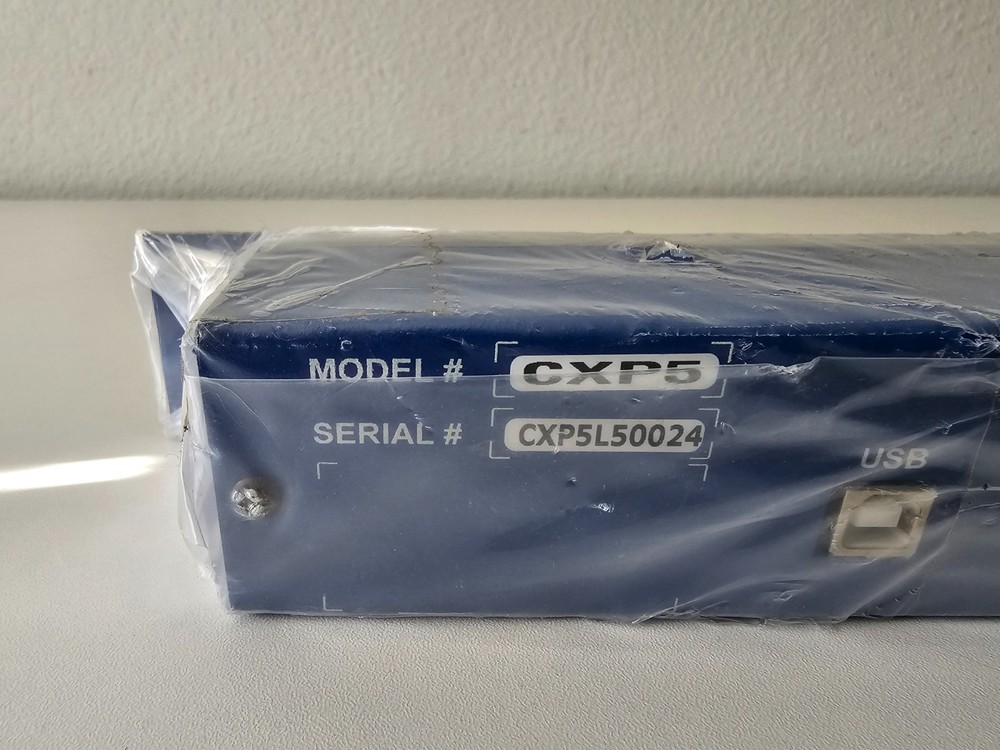 MODEL # CXP5
SERIAL # CXP5L50024
USB